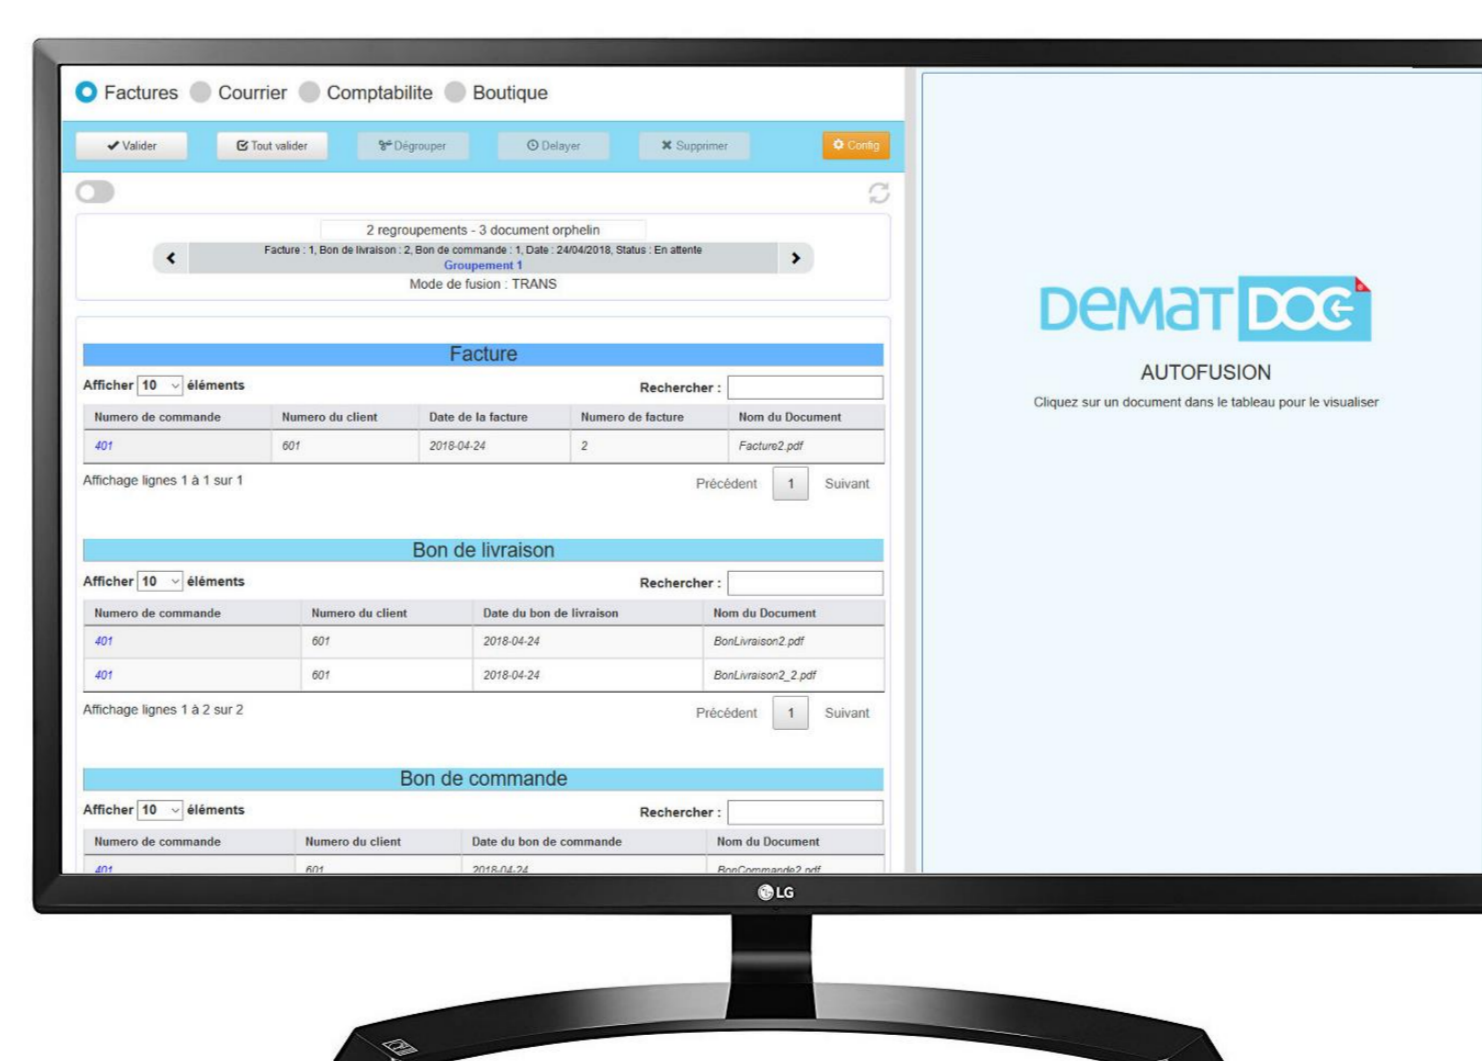 Factures Courrier Comptabilite Boutique
Valider Tout valider Dégrouper Delayer Supprimer Config
2 regroupements - 3 document orphelin
Facture : 1, Bon de livraison : 2, Bon de commande : 1, Date : 24/04/2018, Status : En attente
Groupement 1
Mode de fusion : TRANS
Facture
Afficher 10 éléments Rechercher :
Numero de commande Numero du client Date de la facture Numero de facture Nom du Document
401 601 2018-04-24 2 Facture2.pdf
Affichage lignes 1 à 1 sur 1 Précédent 1 Suivant
Bon de livraison
Afficher 10 éléments Rechercher :
Numero de commande Numero du client Date du bon de livraison Nom du Document
401 601 2018-04-24 BonLivraison2.pdf
401 601 2018-04-24 BonLivraison2_2.pdf
Affichage lignes 1 à 2 sur 2 Précédent 1 Suivant
Bon de commande
Afficher 10 éléments Rechercher :
Numero de commande Numero du client Date du bon de commande Nom du Document
401 601 2018-04-24 BonCommande2.pdf
DeMaT DOC
AUTOFUSION
Cliquez sur un document dans le tableau pour le visualiser
LG